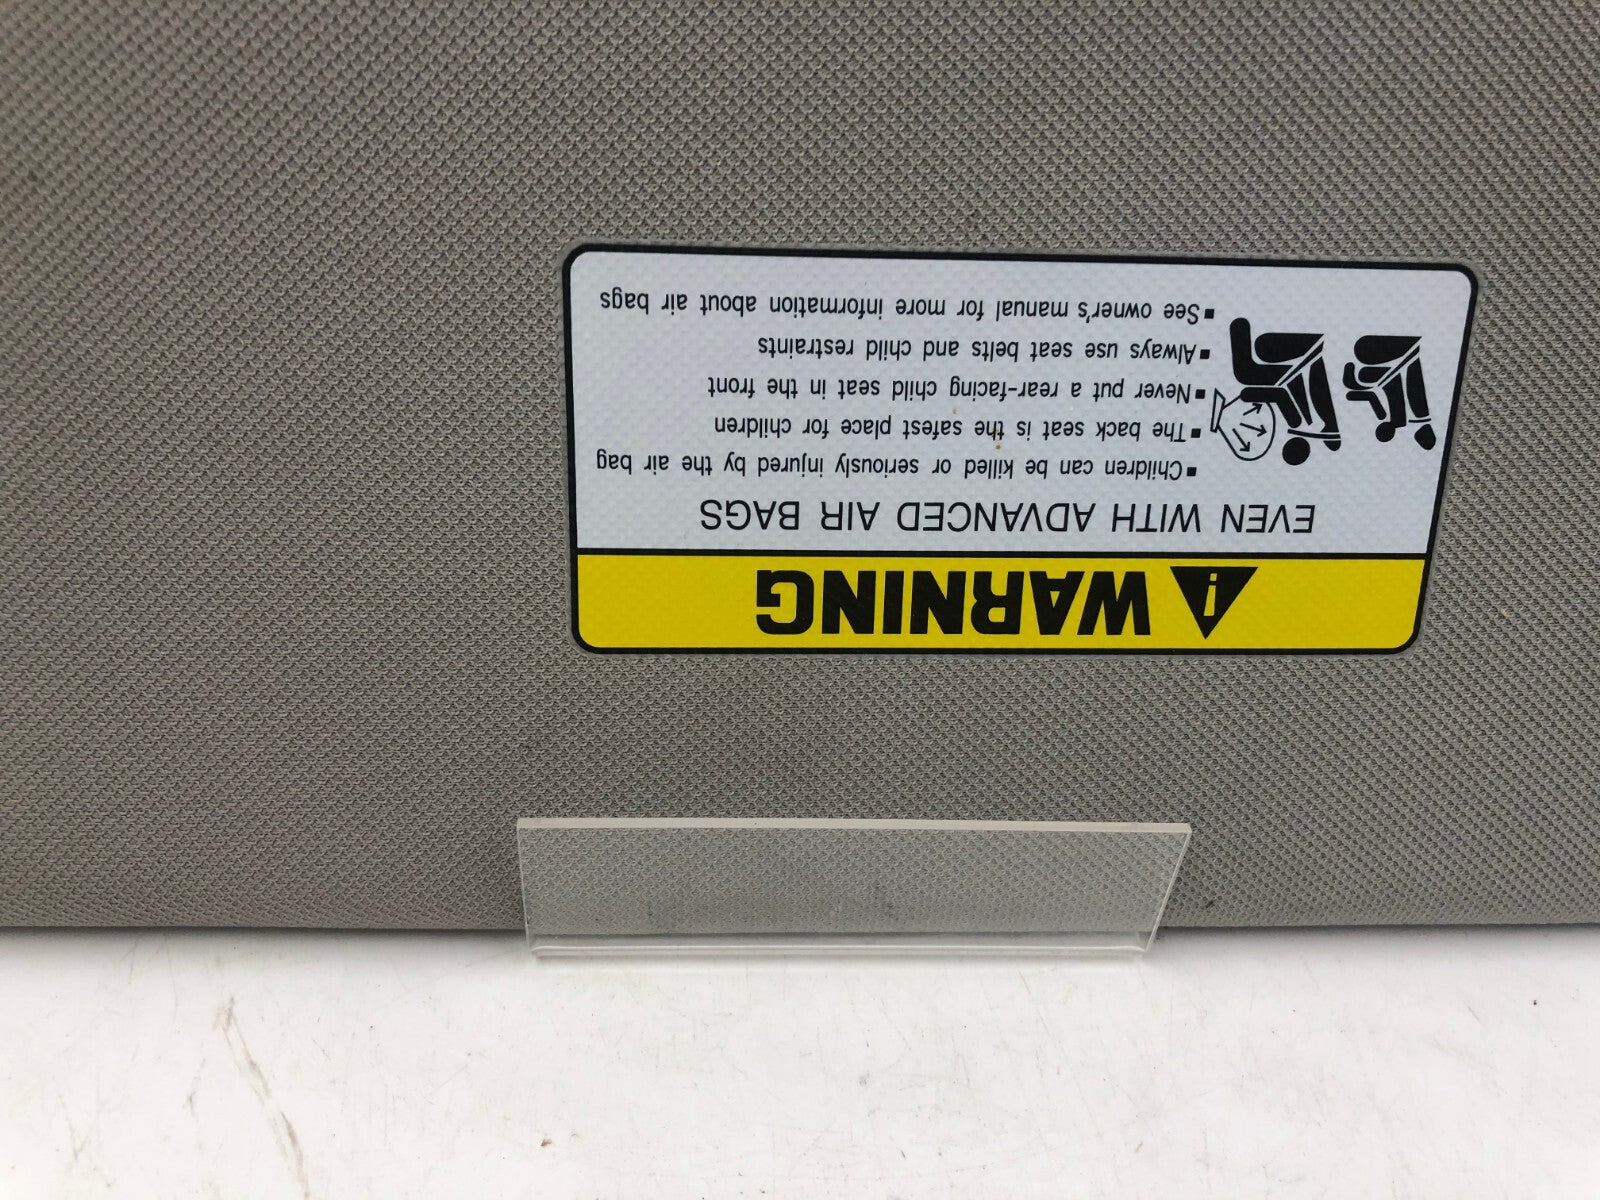 WARNING
EVEN WITH ADVANCED AIR BAGS
▪Children can be killed or seriously injured by the air bag
▪The back seat is the safest place for children
▪Never put a rear-facing child seat in the front
▪Always use seat belts and child restraints
▪See owner's manual for more information about air bags